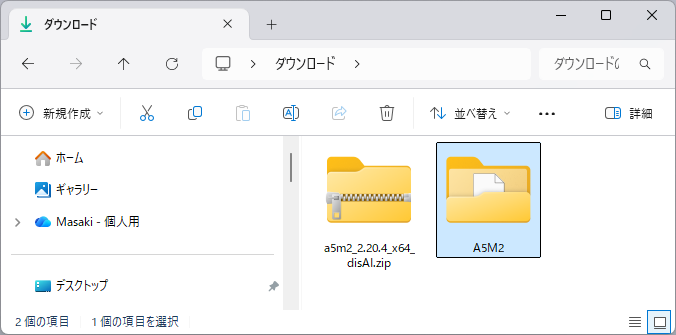 ダウンロード
ダウンロード
ダウンロードの
新規作成
並べ替え
詳細
ホーム
ギャラリー
Masaki - 個人用
デスクトップ
a5m2_2.20.4_x64_
disAI.zip
A5M2
2 個の項目
1 個の項目を選択